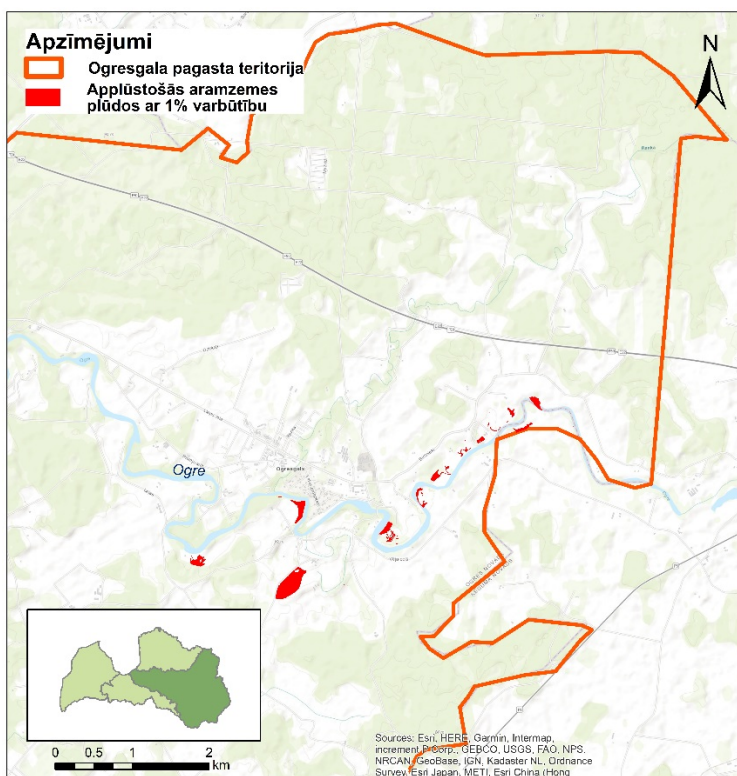 Apzīmējumi
Ogresgala pagasta teritorija
Applūstošās aramzemes
plūdos ar 1% varbūtību
N
Ogre
Ogresgals
0 0.5 1 2
km
Sources: Esri, HERE, Garmin, Intermap,
increment P Corp., GEBCO, USGS, FAO, NPS,
NRCAN, GeoBase, IGN, Kadaster NL, Ordnance
Survey, Esri Japan, METI, Esri China (Hong